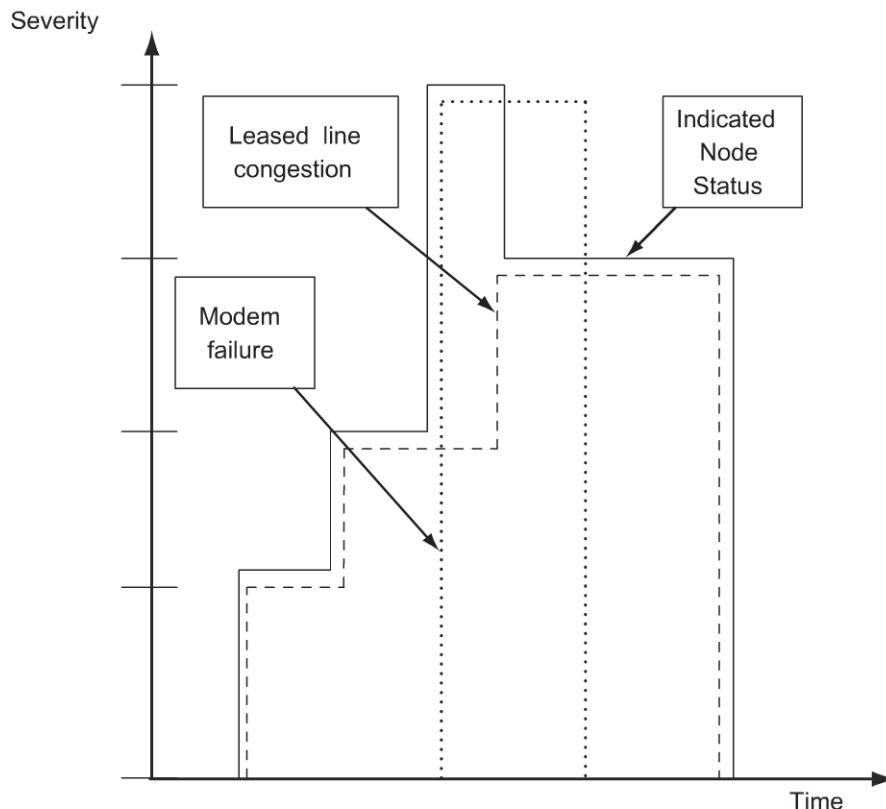 Severity
Leased line
congestion
Indicated
Node
Status
Modem
failure
Time